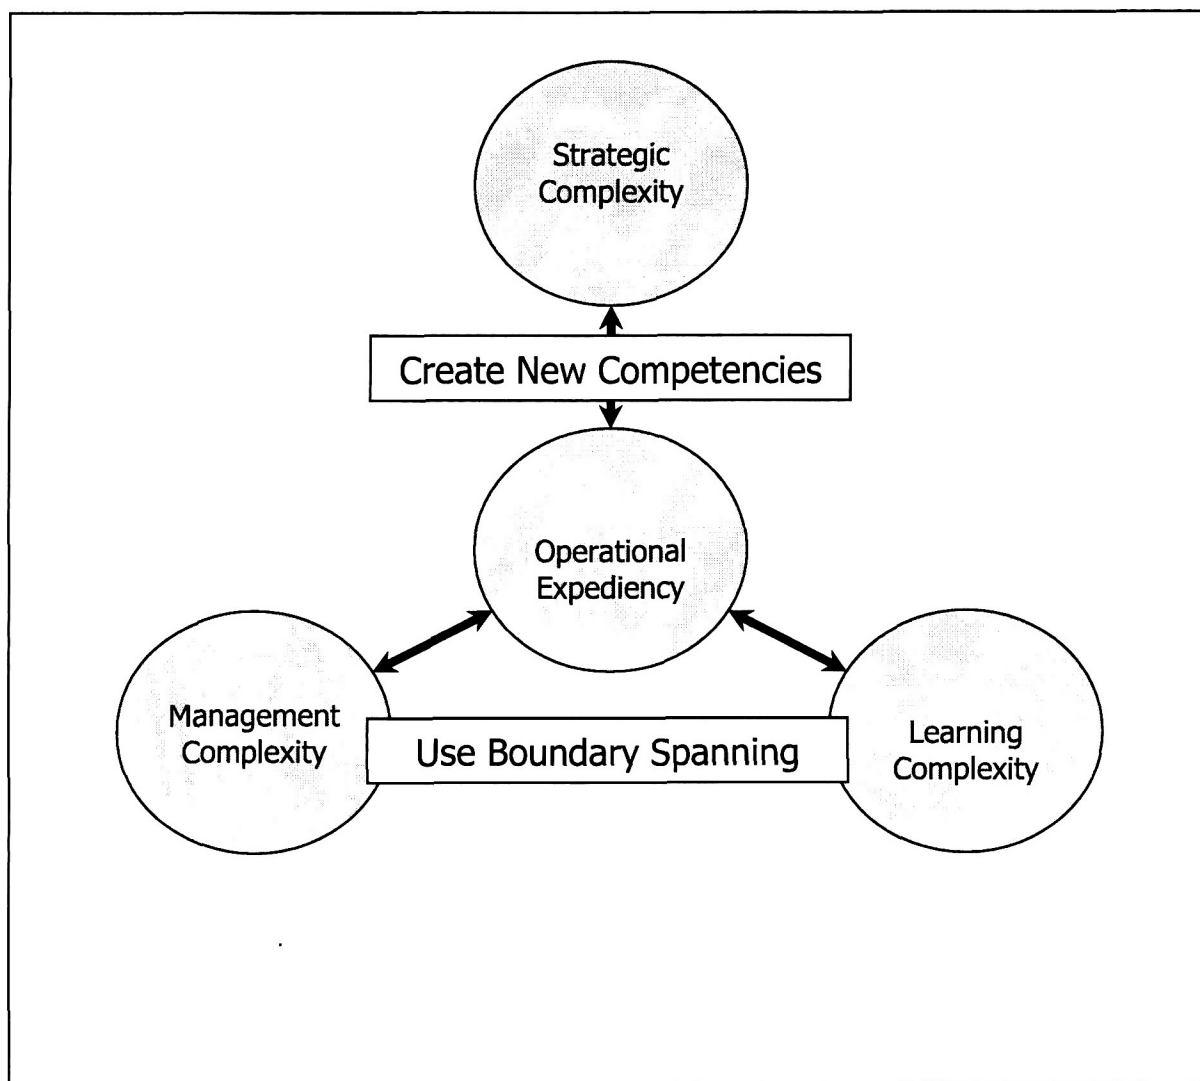 Strategic
Complexity
Create New Competencies
Operational
Expediency
Management
Complexity
Use Boundary Spanning
Learning
Complexity